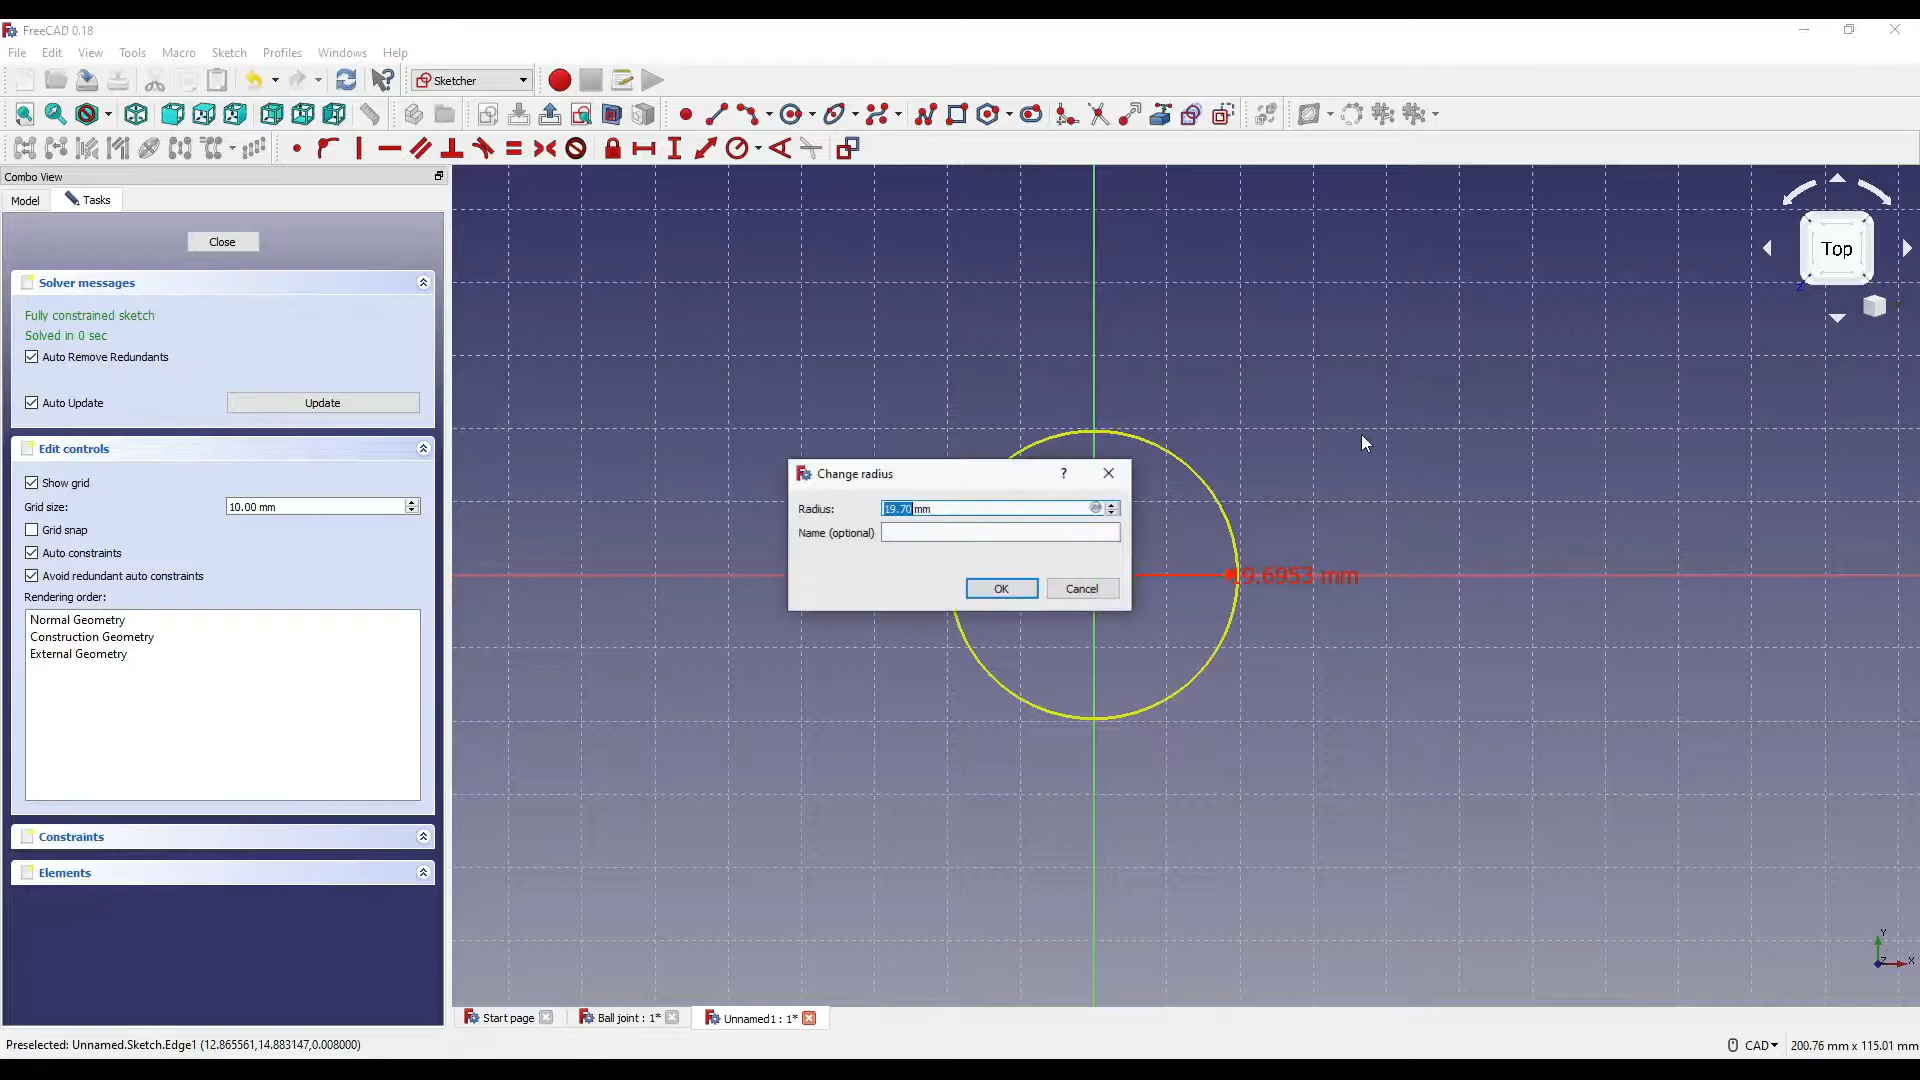 FreeCAD 0.18
File Edit View Tools Macro Sketch Profiles Windows Help
Sketcher
Combo View
Model Tasks
Close
Solver messages
Fully constrained sketch
Solved in 0 sec
Auto Remove Redundants
Auto Update Update
Edit controls
Show grid
Grid size: 10.00 mm
Grid snap
Auto constraints
Avoid redundant auto constraints
Rendering order:
Normal Geometry
Construction Geometry
External Geometry
Constraints
Elements
Change radius ?
Radius: 19.70 mm
Name (optional)
OK Cancel
9.6953 mm
Top
Z
Y
Z X
Start page Ball joint : 1* Unnamed1 : 1*
Preselected: Unnamed.Sketch.Edge1 (12.865561,14.883147,0.008000) CAD 200.76 mm x 115.01 mm